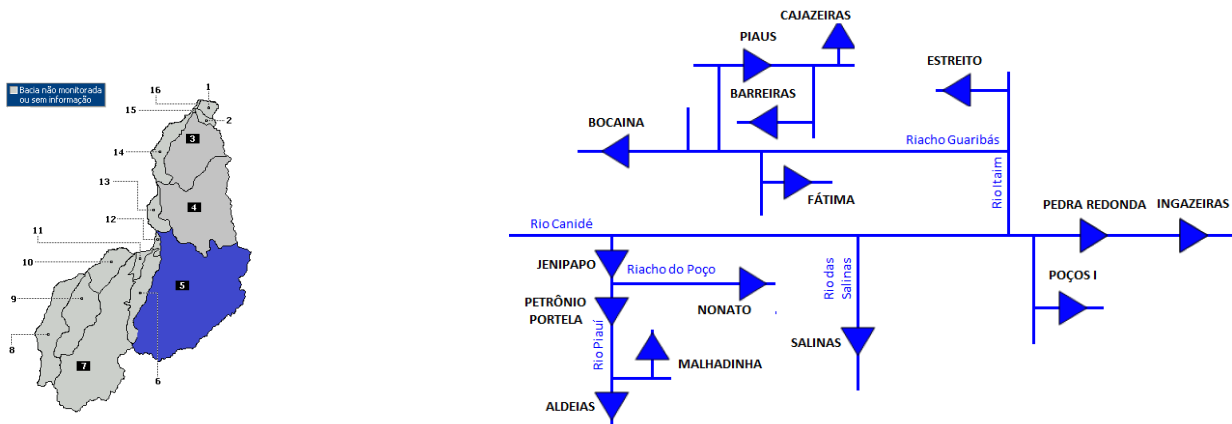 Bacia não monitorada
ou sem informação
16
1
15
2
3
14
13
4
12
11
10
5
9
8
7
6
CAJAZEIRAS
PIAUS
ESTREITO
BARREIRAS
BOCAINA
Riacho Guaribás
FÁTIMA
Rio Itaim
PEDRA REDONDA
INGAZEIRAS
Rio Canidé
JENIPAPO
Riacho do Poço
Rio das
Salinas
POÇOS I
PETRÔNIO
PORTELA
NONATO
Rio Piauí
SALINAS
MALHADINHA
ALDEIAS